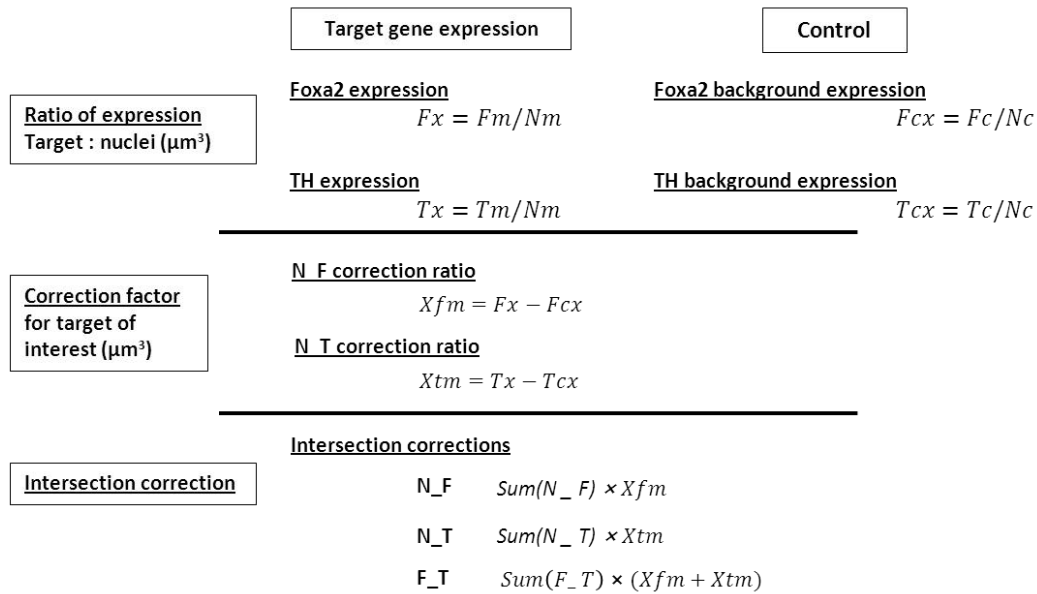 Target gene expression
Control
Ratio of expression
Target : nuclei (µm³)
Foxa2 expression
Fx = Fm/Nm
Foxa2 background expression
Fcx = Fc/Nc
TH expression
Tx = Tm/Nm
TH background expression
Tcx = Tc/Nc
Correction factor
for target of
interest (µm³)
N_F correction ratio
Xfm = Fx − Fcx
N_T correction ratio
Xtm = Tx − Tcx
Intersection correction
Intersection corrections
N_F Sum(N_ F) × Xfm
N_T Sum(N_ T) × Xtm
F_T Sum(F_T) × (Xfm + Xtm)